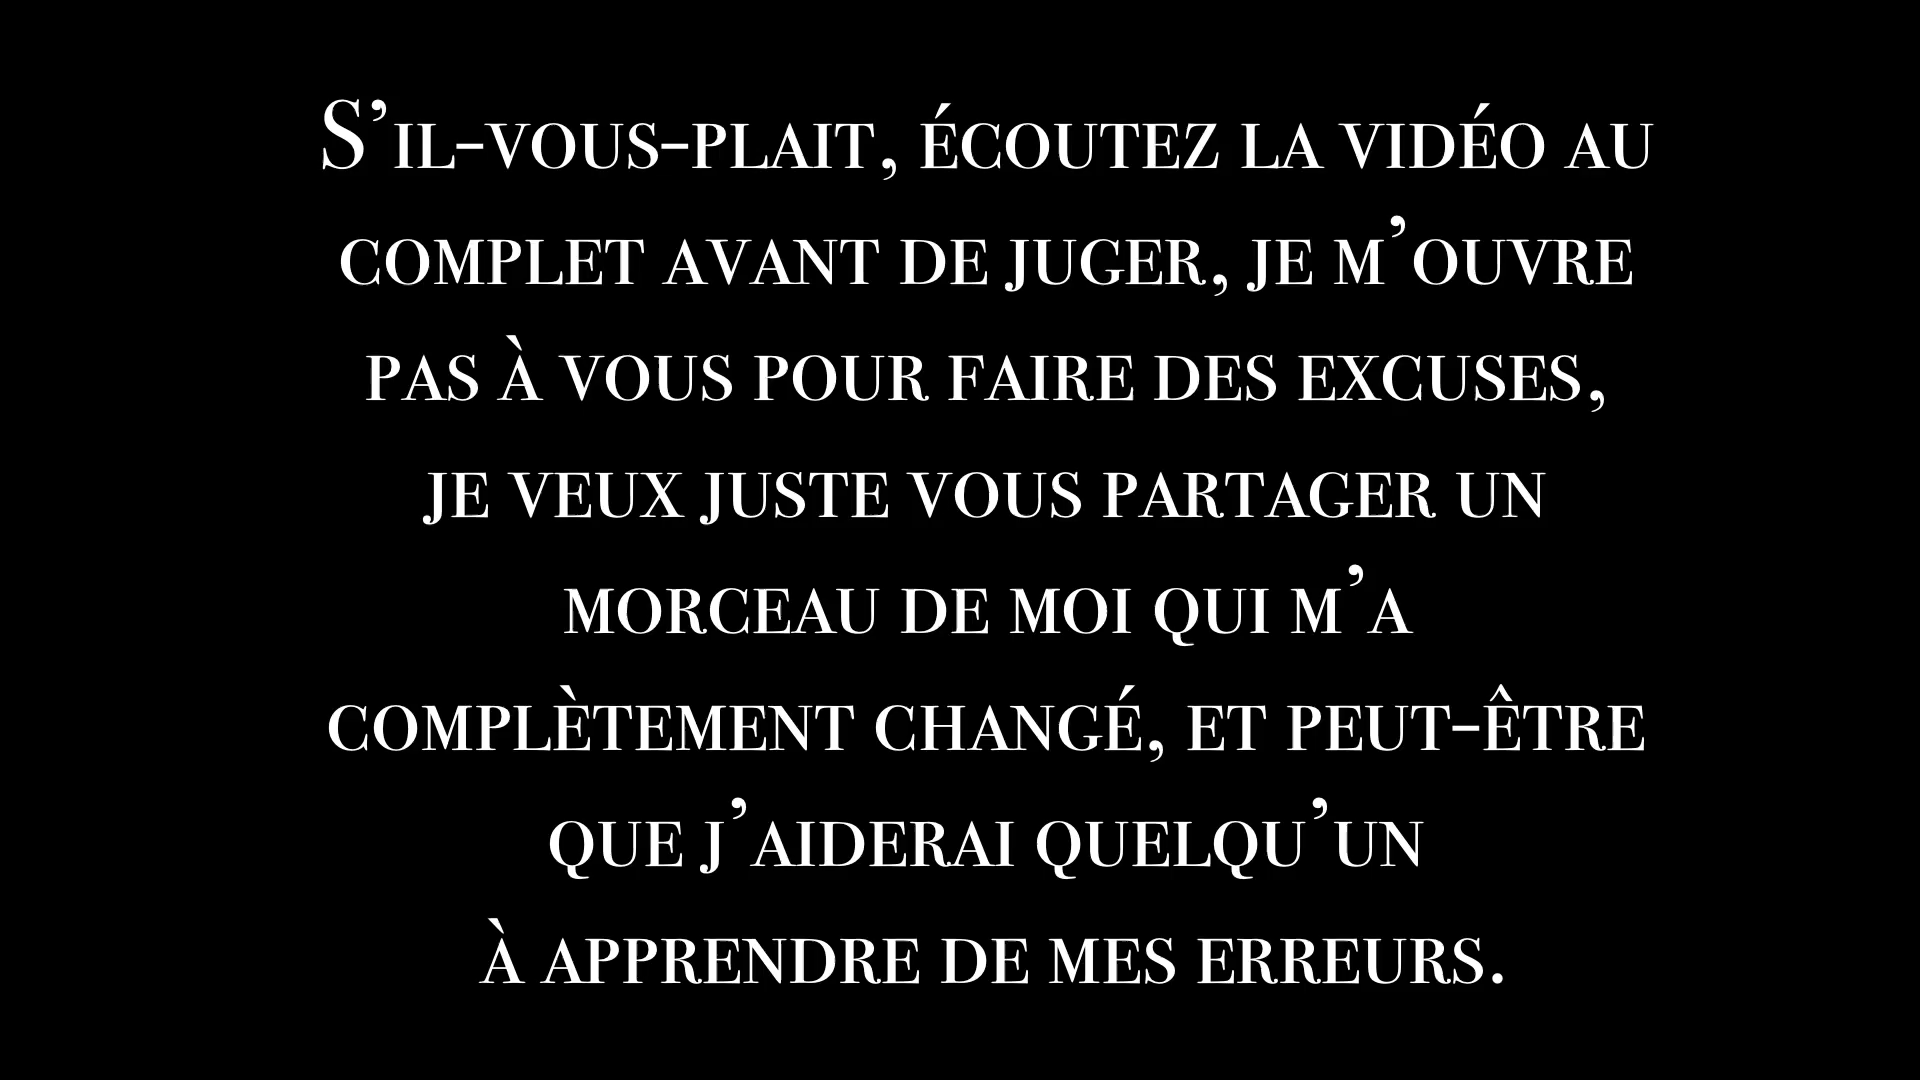 S'il-vous-plait, écoutez la vidéo au
complet avant de juger, je m'ouvre
pas à vous pour faire des excuses,
je veux juste vous partager un
morceau de moi qui m'a
complètement changé, et peut-être
que j'aiderai quelqu'un
à apprendre de mes erreurs.